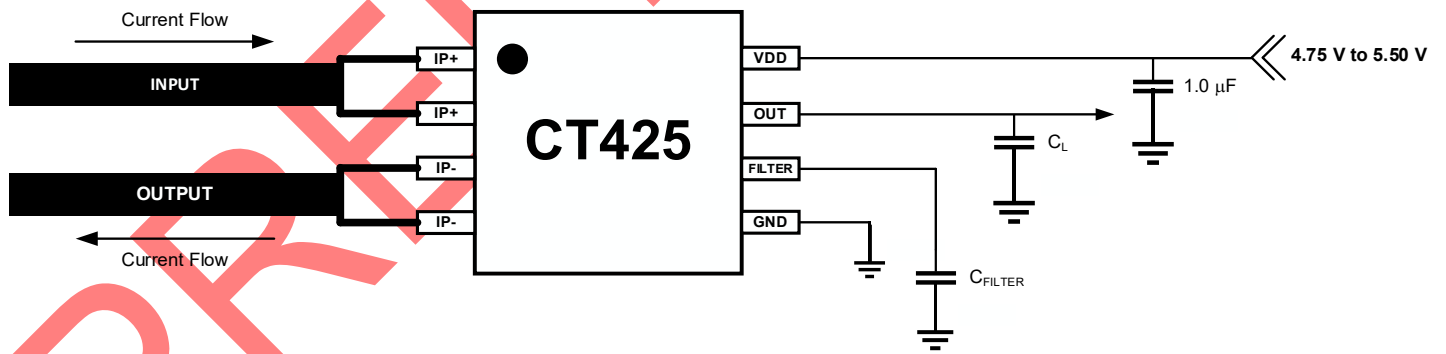 Current Flow
INPUT
OUTPUT
Current Flow
IP+
IP+
IP-
IP-
CT425
VDD
OUT
FILTER
GND
4.75 V to 5.50 V
1.0 μF
CL
CFILTER